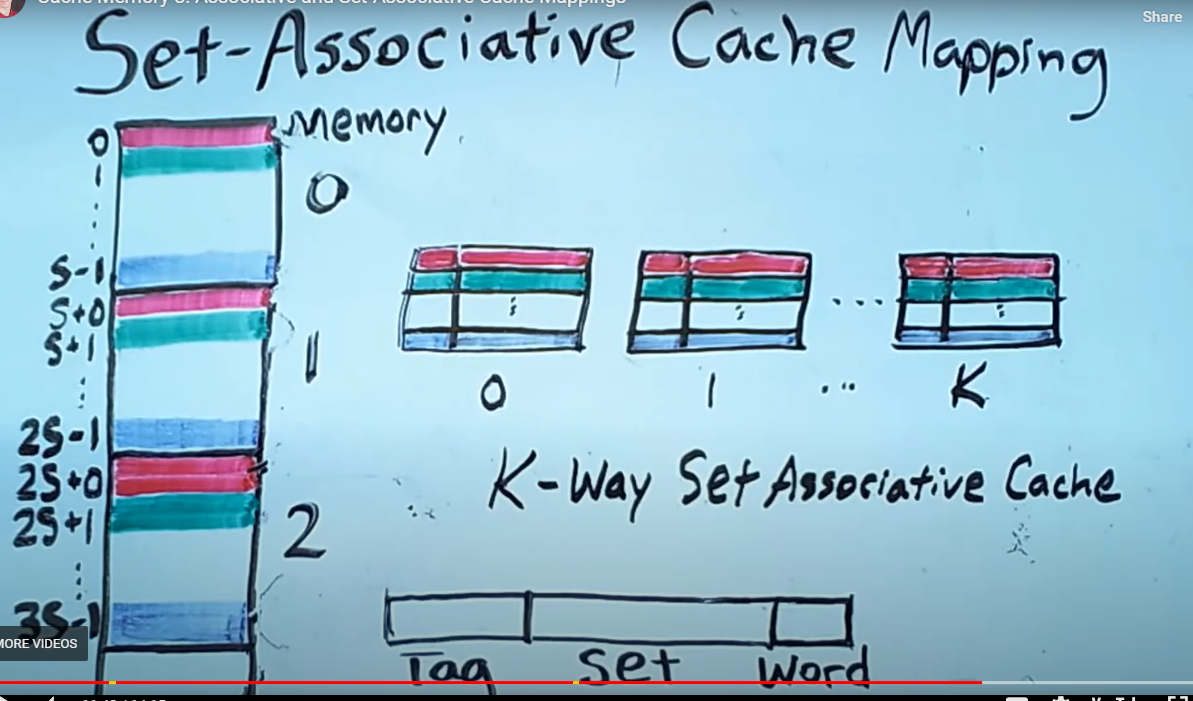 Cache Memory 3: Associative and Set-Associative Cache Mappings
Share
Set-Associative Cache Mapping
Memory
0
1
0
S-1
S+0
S+1
1
2S-1
2S+0
2S+1
2
3S-1
0 1 ... K
K-Way Set Associative Cache
Tag Set Word
MORE VIDEOS